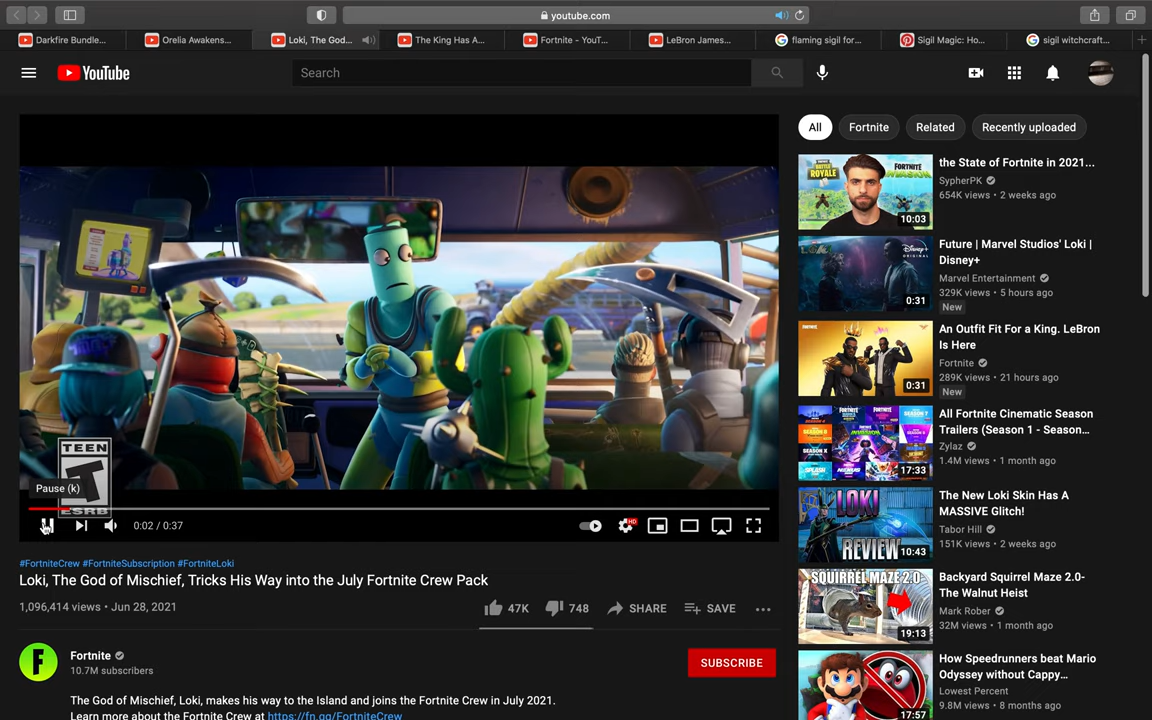 youtube.com
Darkfire Bundle...
Orelia Awakens...
Loki, The God...
The King Has A...
Fortnite - YouT...
LeBron James...
flaming sigil for...
Sigil Magic: Ho...
sigil witchcraft...
YouTube
Search
All
Fortnite
Related
Recently uploaded
TEEN
T
ESRB
Pause (k)
0:02 / 0:37
HD
#FortniteCrew #FortniteSubscription #FortniteLoki
Loki, The God of Mischief, Tricks His Way into the July Fortnite Crew Pack
1,096,414 views • Jun 28, 2021
47K
748
SHARE
SAVE
Fortnite
10.7M subscribers
SUBSCRIBE
The God of Mischief, Loki, makes his way to the Island and joins the Fortnite Crew in July 2021.
Learn more about the Fortnite Crew at https://fn.gg/FortniteCrew
10:03
the State of Fortnite in 2021...
SypherPK
654K views • 2 weeks ago
Disney+
ORIGINAL
0:31
Future | Marvel Studios' Loki |
Disney+
Marvel Entertainment
329K views • 5 hours ago
New
0:31
An Outfit Fit For a King. LeBron
Is Here
Fortnite
289K views • 21 hours ago
New
17:33
All Fortnite Cinematic Season
Trailers (Season 1 - Season...
Zylaz
1.4M views • 1 month ago
LOKI
REVIEW
10:43
The New Loki Skin Has A
MASSIVE Glitch!
Tabor Hill
151K views • 2 weeks ago
SQUIRREL MAZE 2.0
19:13
Backyard Squirrel Maze 2.0-
The Walnut Heist
Mark Rober
32M views • 1 month ago
17:57
How Speedrunners beat Mario
Odyssey without Cappy...
Lowest Percent
9.8M views • 8 months ago